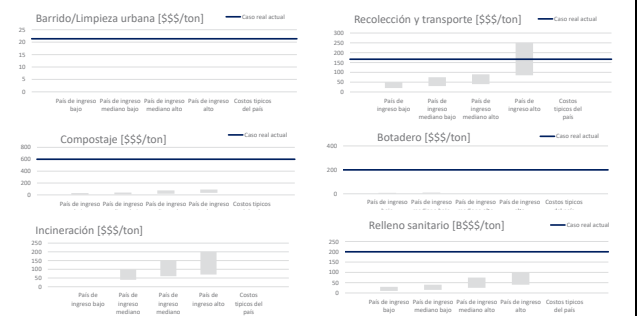 Barrido/Limpieza urbana [$$$/ton]
Caso real actual
25
20
15
10
5
0
País de ingreso bajo
País de ingreso mediano bajo
País de ingreso mediano alto
País de ingreso alto
Costos típicos del país
Recolección y transporte [$$$/ton]
Caso real actual
300
250
200
150
100
50
0
País de ingreso bajo
País de ingreso mediano bajo
País de ingreso mediano alto
País de ingreso alto
Costos típicos del país
Compostaje [$$$/ton]
Caso real actual
800
600
400
200
0
País de ingreso
País de ingreso
País de ingreso
País de ingreso
Costos típicos
Botadero [$$$/ton]
Caso real actual
400
200
0
País de ingreso
País de ingreso
País de ingreso
País de ingreso
Costos típicos
Incineración [$$$/ton]
250
200
150
100
50
0
País de ingreso bajo
País de ingreso mediano
País de ingreso mediano
País de ingreso alto
Costos típicos del país
Relleno sanitario [B$$$/ton]
Caso real actual
250
200
150
100
50
0
País de ingreso bajo
País de ingreso mediano bajo
País de ingreso mediano alto
País de ingreso alto
Costos típicos del país